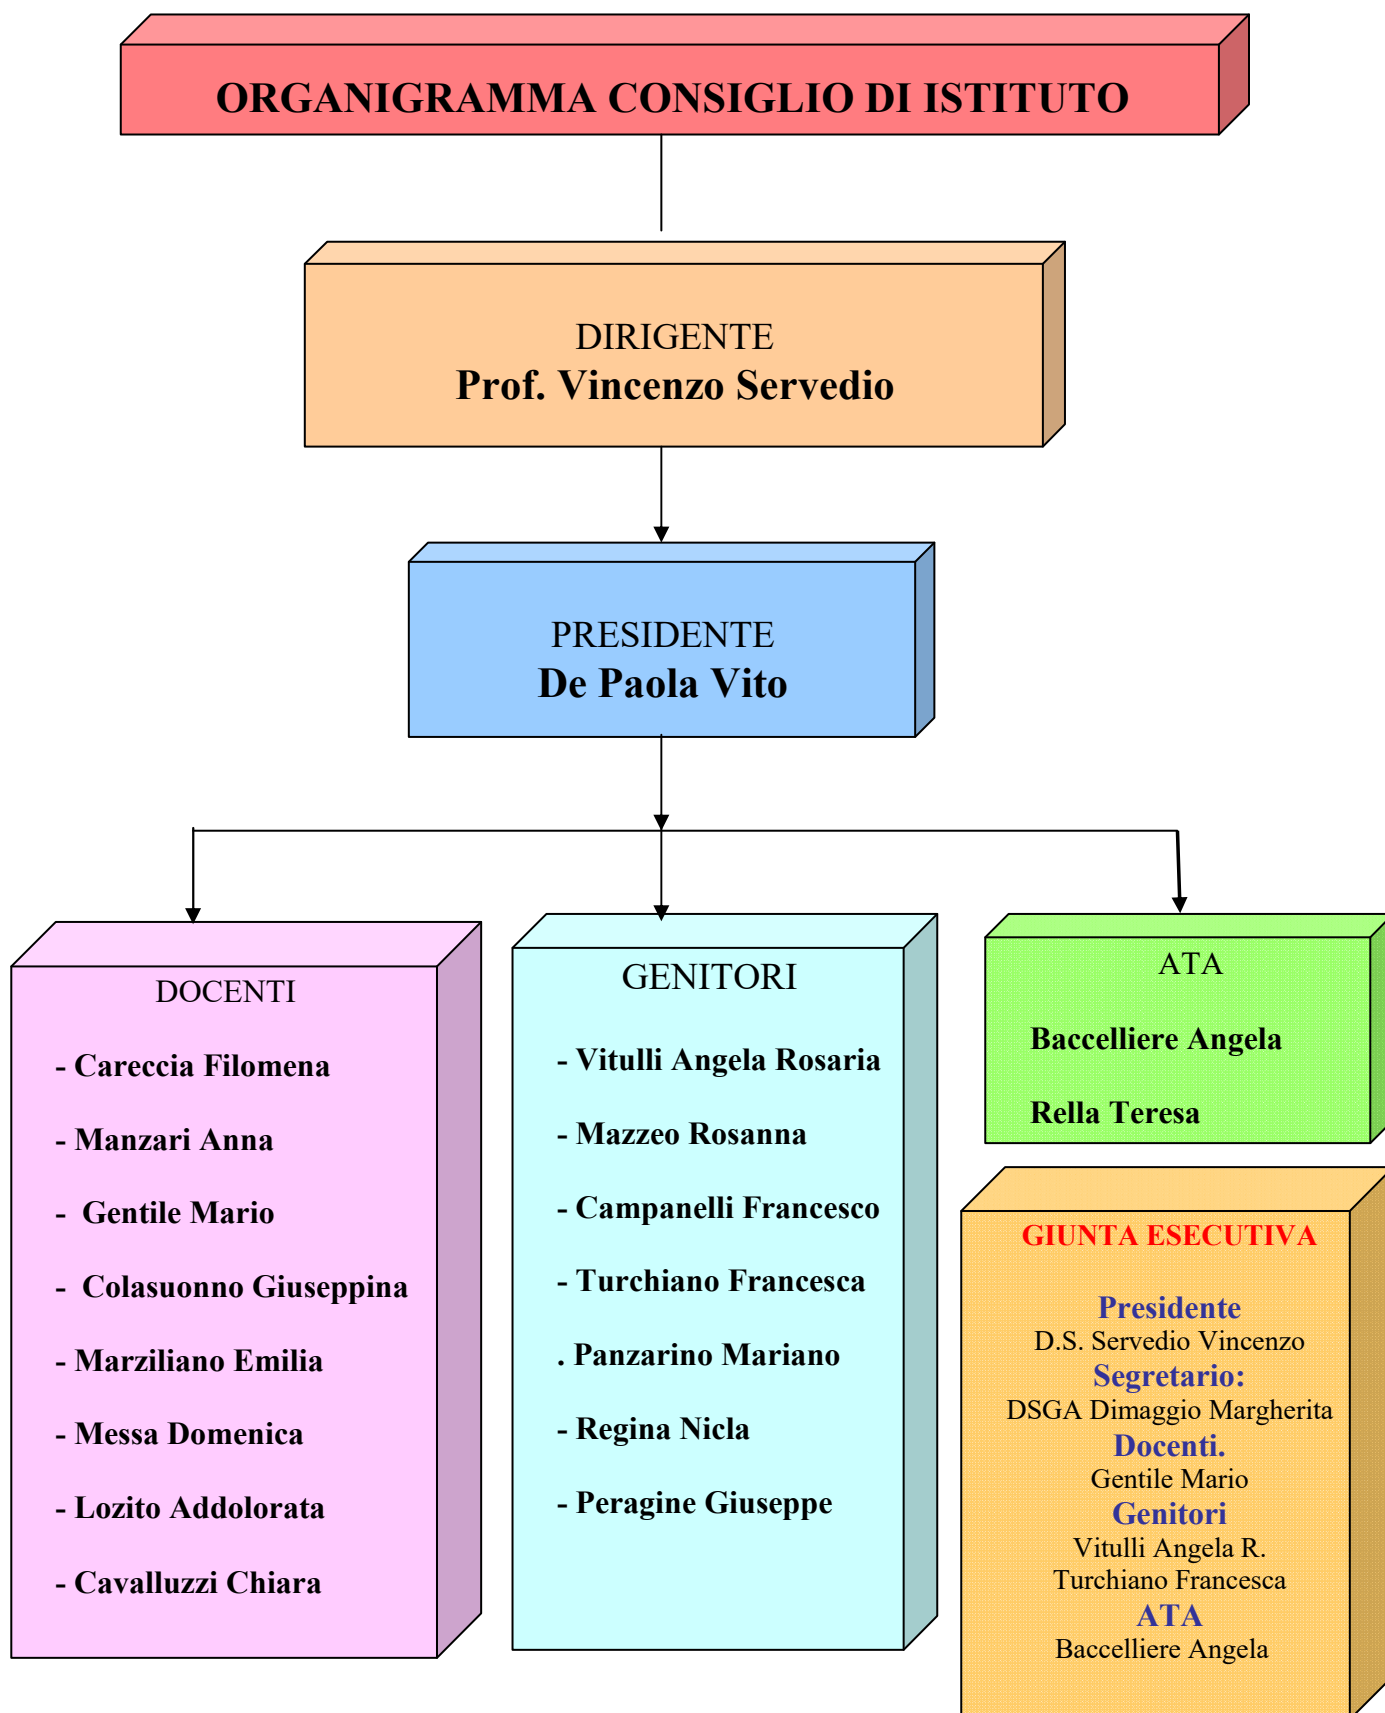 ORGANIGRAMMA CONSIGLIO DI ISTITUTO
DIRIGENTE
Prof. Vincenzo Servedio
PRESIDENTE
De Paola Vito
DOCENTI
- Careccia Filomena
- Manzari Anna
- Gentile Mario
- Colasuonno Giuseppina
- Marziliano Emilia
- Messa Domenica
- Lozito Addolorata
- Cavalluzzi Chiara
GENITORI
- Vitulli Angela Rosaria
- Mazzeo Rosanna
- Campanelli Francesco
- Turchiano Francesca
. Panzarino Mariano
- Regina Nicla
- Peragine Giuseppe
ATA
Baccelliere Angela
Rella Teresa
GIUNTA ESECUTIVA
Presidente
D.S. Servedio Vincenzo
Segretario:
DSGA Dimaggio Margherita
Docenti.
Gentile Mario
Genitori
Vitulli Angela R.
Turchiano Francesca
ATA
Baccelliere Angela